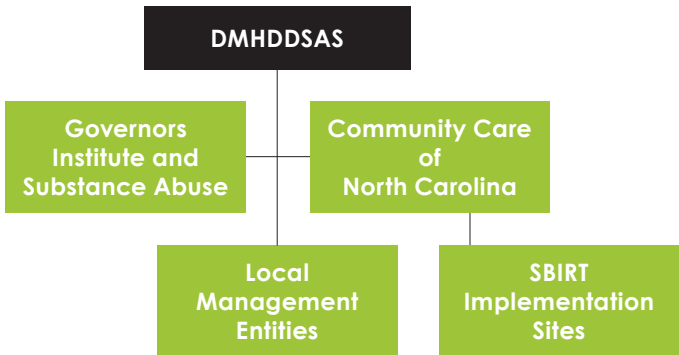 DMHDDSAS
Governors
Institute and
Substance Abuse
Community Care
of
North Carolina
Local
Management
Entities
SBIRT
Implementation
Sites